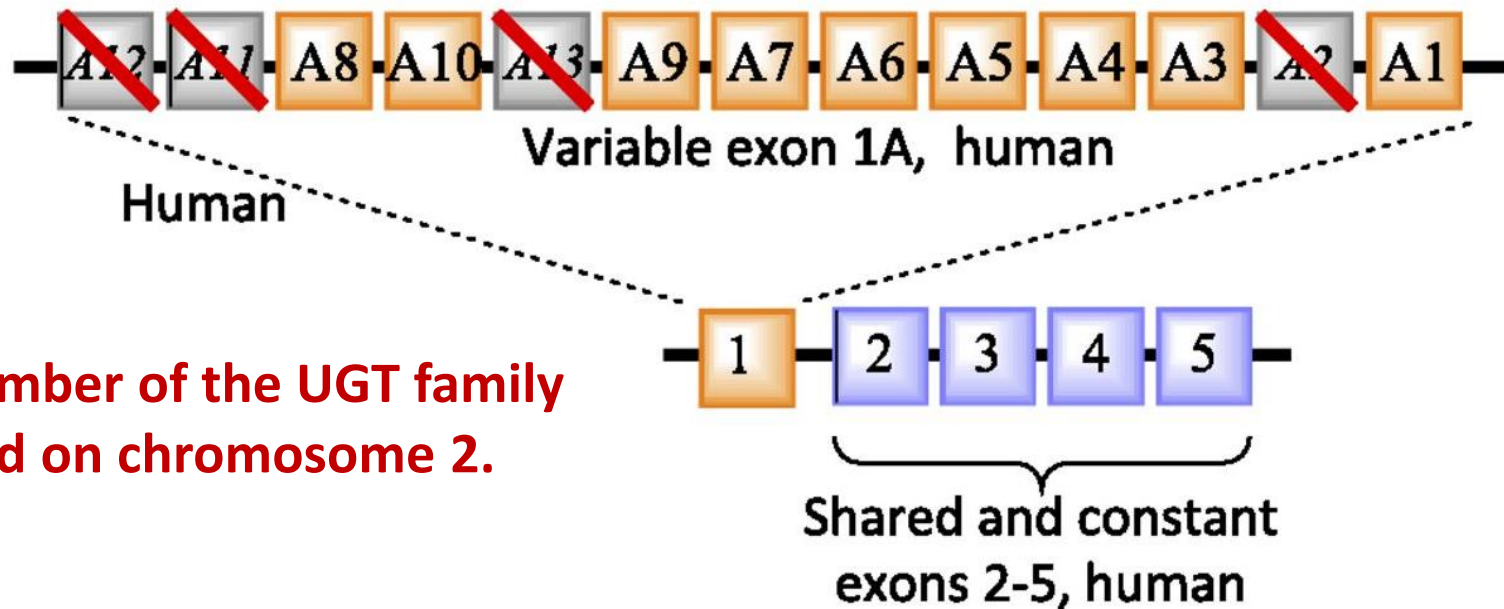 A12 A11 A8 A10 A13 A9 A7 A6 A5 A4 A3 A2 A1
Variable exon 1A, human
Human
1 2 3 4 5
of the UGT family
on chromosome 2.
Shared and constant
exons 2-5, human